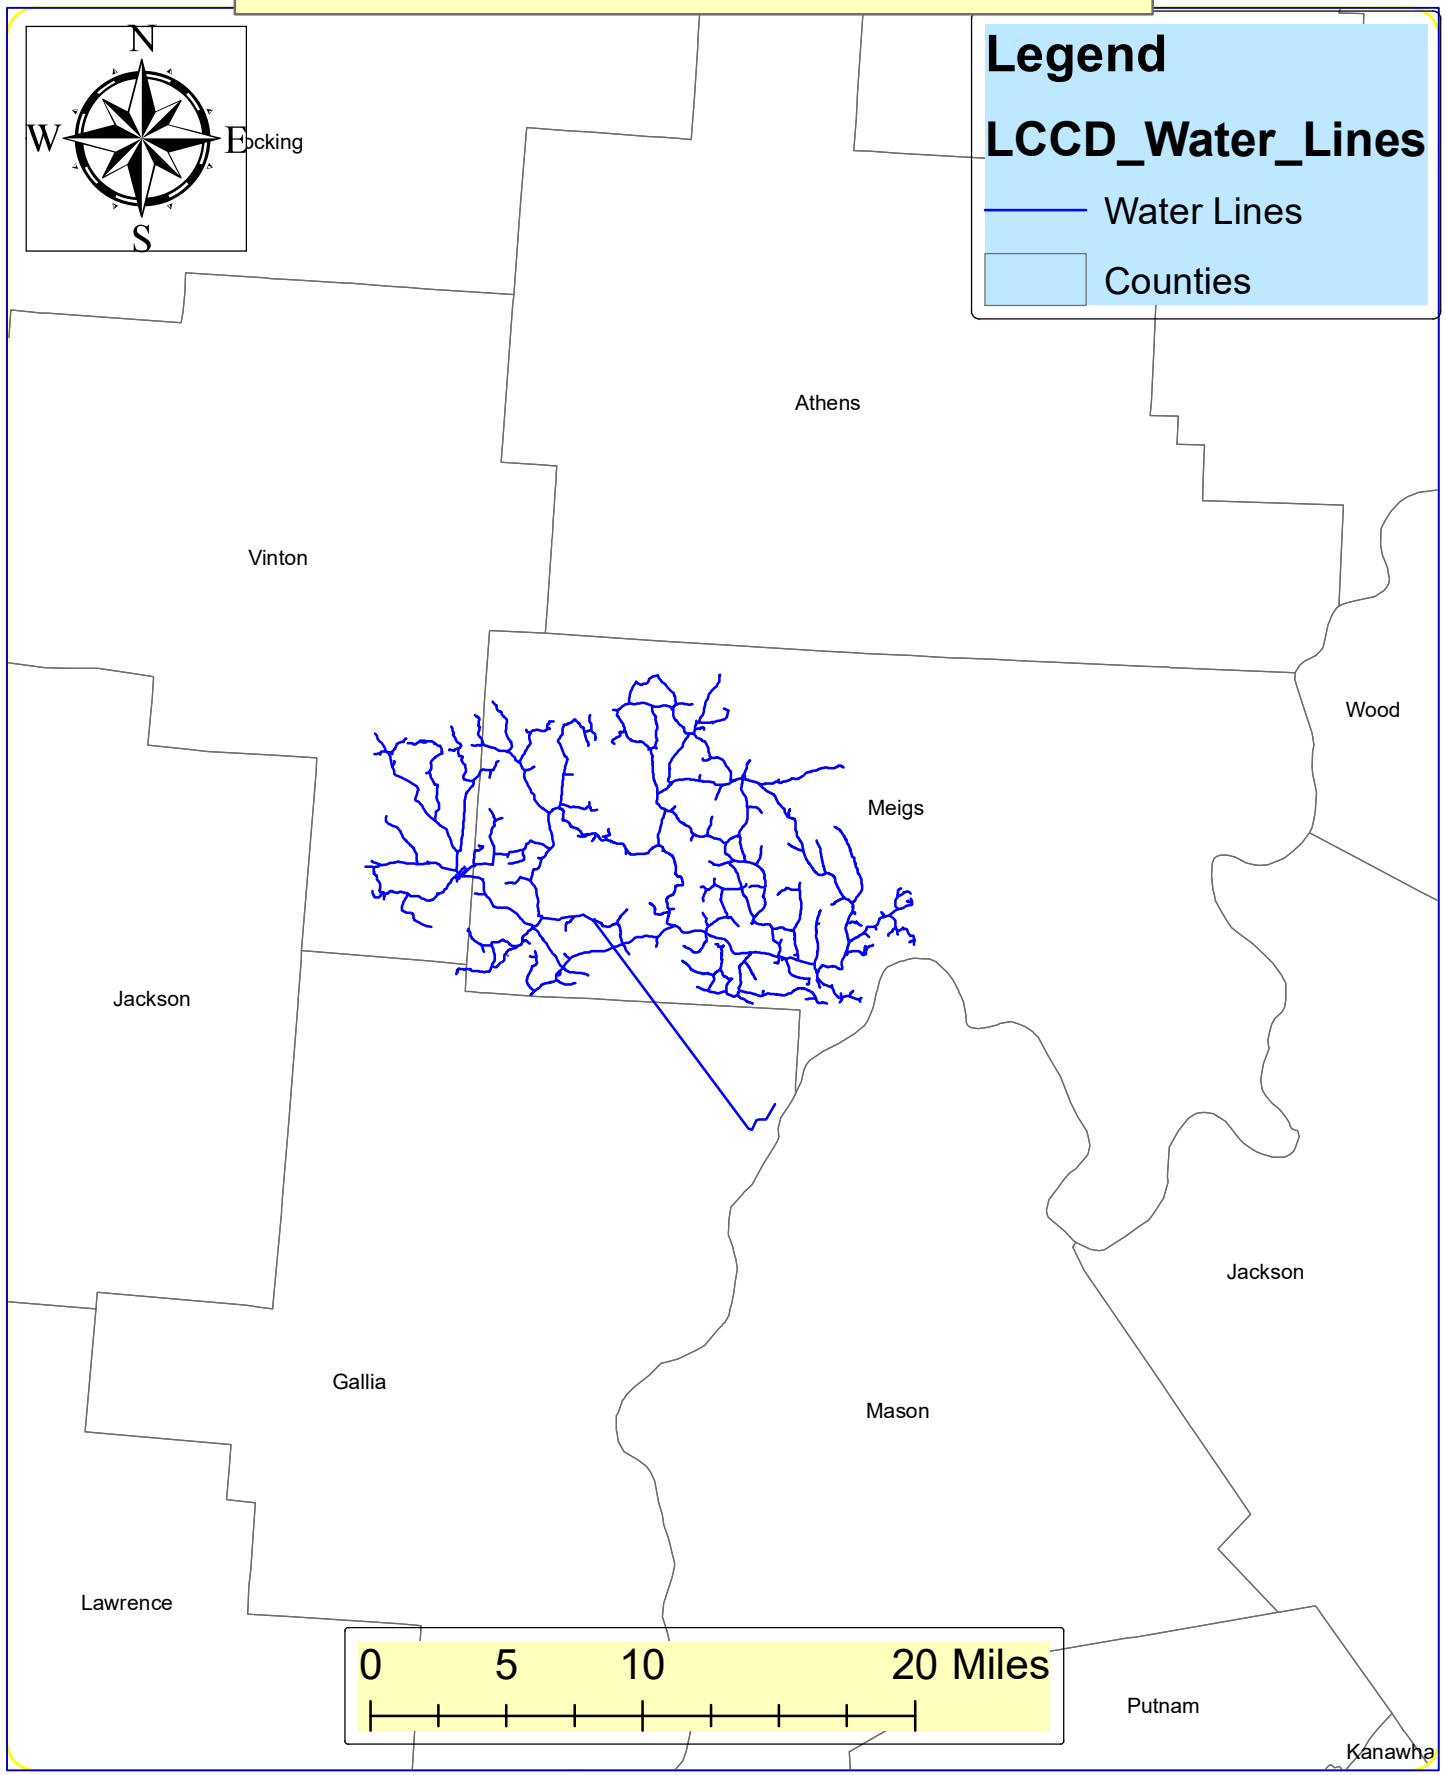 N
W E
S
ocking
Legend
LCCD_Water_Lines
Water Lines
Counties
Athens
Vinton
Wood
Meigs
Jackson
Jackson
Gallia
Mason
Lawrence
0 5 10 20 Miles
Putnam
Kanawha